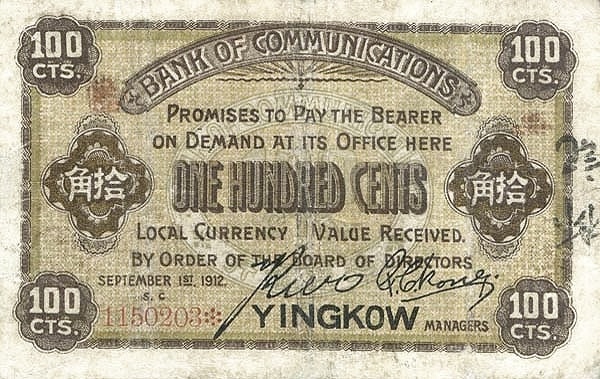 100 CTS.
BANK OF COMMUNICATIONS
100 CTS.
PROMISES TO PAY THE BEARER
ON DEMAND AT ITS OFFICE HERE
角拾
ONE HUNDRED CENTS
角拾
LOCAL CURRENCY VALUE RECEIVED.
BY ORDER OF THE BOARD OF DIRECTORS
SEPTEMBER 1ST. 1912.
S. C
1150203
YINGKOW
MANAGERS
100 CTS.
100 CTS.